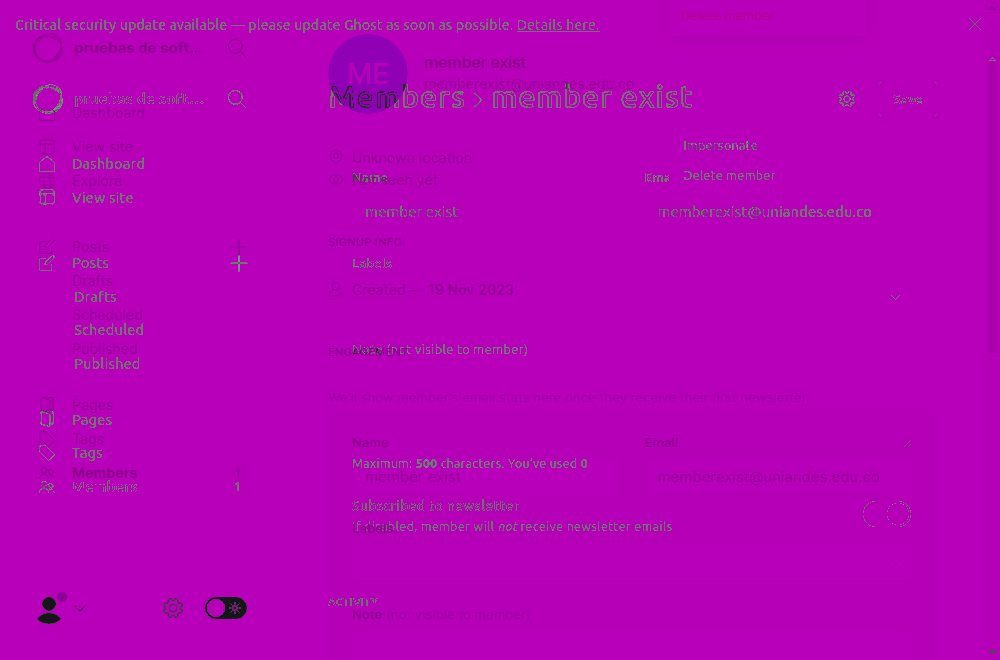 Delete member
Critical security update available — please update Ghost as soon as possible. Details here.
pruebas de soft...
member exist
ME
memberexist@uniandes.edu.co
Members › member exist
pruebas de soft...
Save
Dashboard
Impersonate
View site
Unknown location
Dashboard
Delete member
Name
Not seen yet
Explore
View site
member exist
memberexist@uniandes.edu.co
SIGNUP INFO
Posts
Posts
Labels
Drafts
Created — 19 Nov 2023
Drafts
Scheduled
Scheduled
Published
Note (not visible to member)
ENGAGEMENT
Published
We'll show member's email stats here once they receive their first newsletter
Pages
Pages
Tags
Name
Email
Tags
Maximum: 500 characters. You've used 0
Members 1
member exist
memberexist@uniandes.edu.co
Members 1
Subscribed to newsletter
If disabled, member will not receive newsletter emails
Activity
Note (not visible to member)